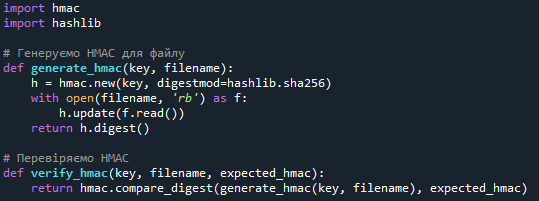 import hmac
import hashlib
# Генеруємо HMAC для файлу
def generate_hmac(key, filename):
    h = hmac.new(key, digestmod=hashlib.sha256)
    with open(filename, 'rb') as f:
        h.update(f.read())
    return h.digest()
# Перевіряємо HMAC
def verify_hmac(key, filename, expected_hmac):
    return hmac.compare_digest(generate_hmac(key, filename), expected_hmac)